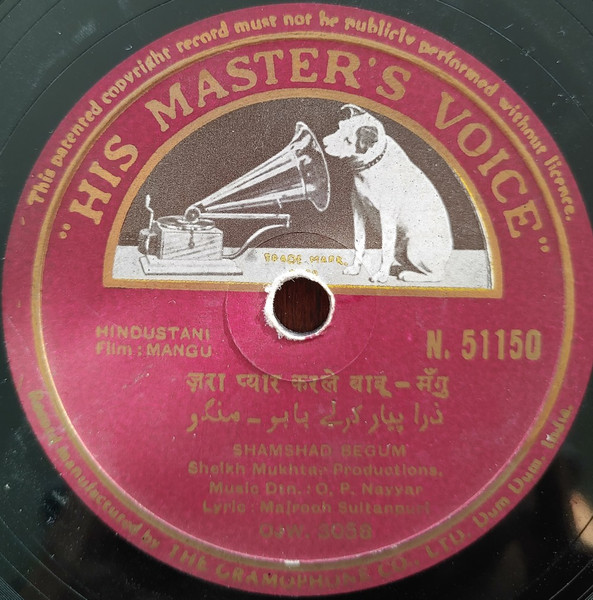 This patented copyright record must not be publicly performed without licence.
"HIS MASTER'S VOICE"
TRADE MARK
HINDUSTANI
Film : MANGU
N. 51150
ज़रा प्यार करले बाबू – मँगु
ذرا پیار کرلے بابو - منگو
SHAMSHAD BEGUM
Sheikh Mukhtar Productions.
Music Dtn. : O. P. Nayyar
Lyric : Majrooh Sultanpuri
OJW. 3058
manufactured by THE GRAMOPHONE CO., LTD. Dum Dum. India.